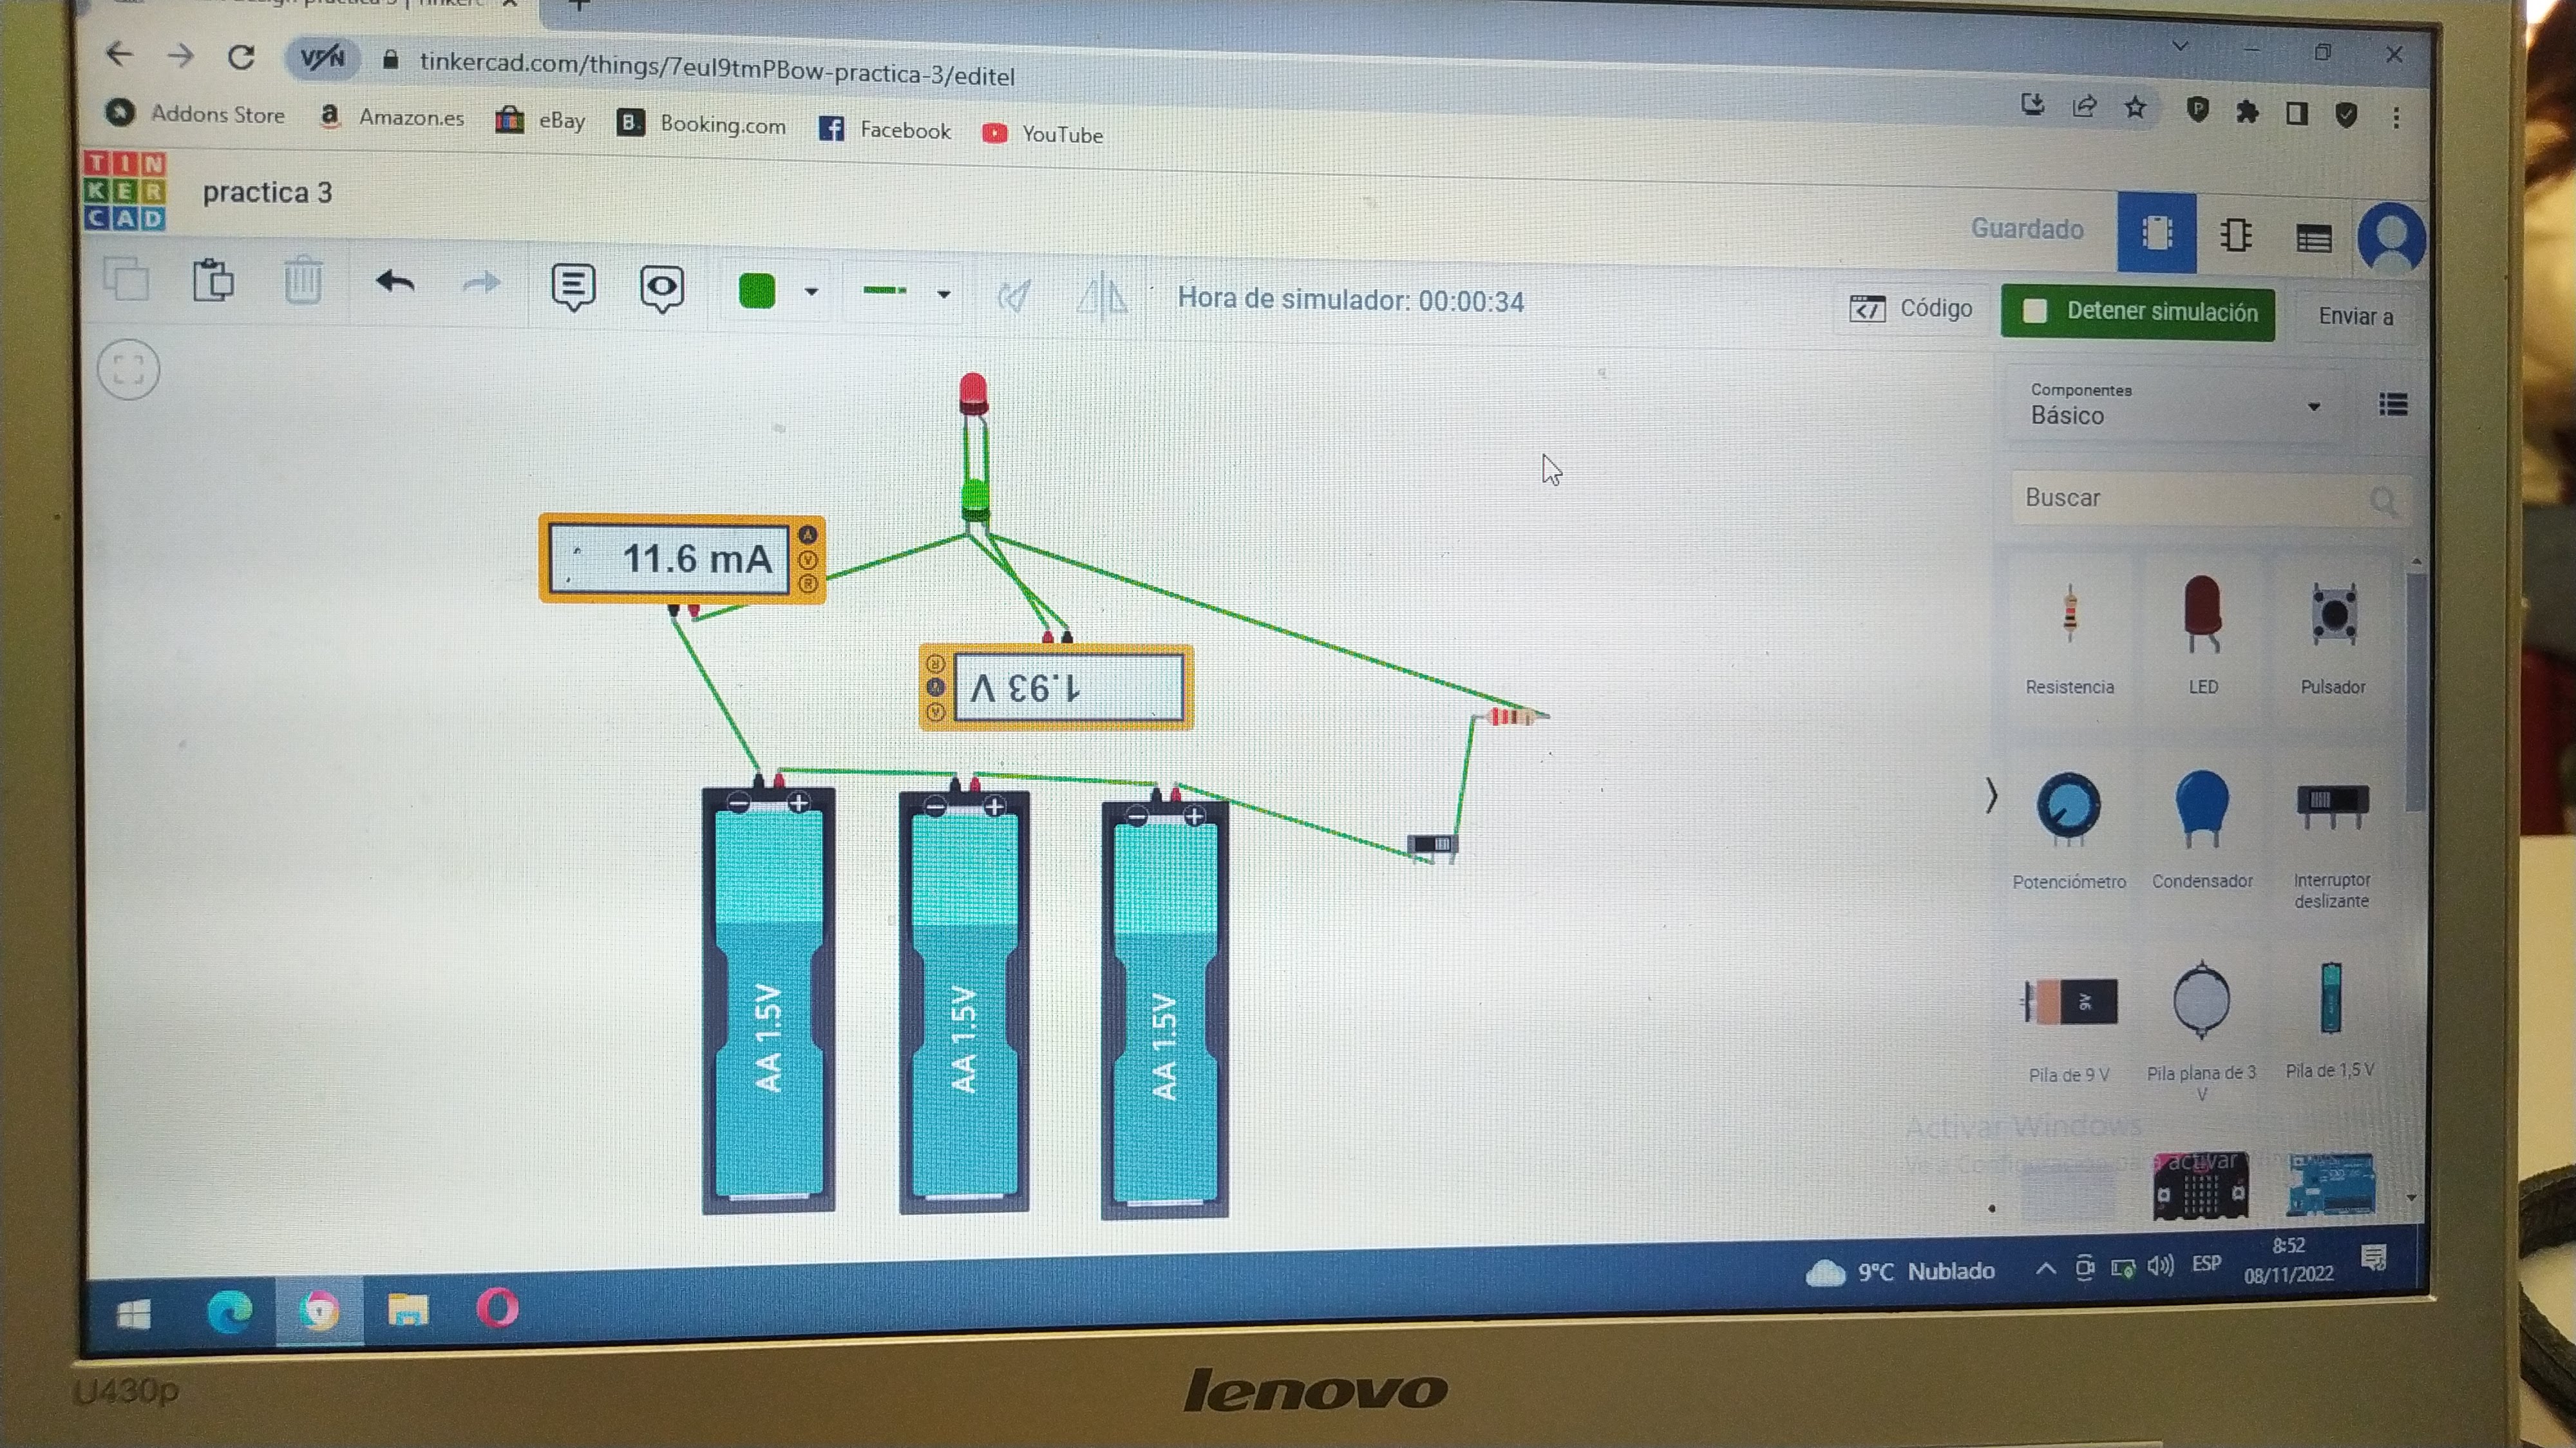 tinkercad.com/things/7eul9tmPBow-practica-3/editel
Addons Store
Amazon.es
eBay
Booking.com
Facebook
YouTube
TIN
KER
CAD
practica 3
Guardado
Hora de simulador: 00:00:34
Código
Detener simulación
Enviar a
Componentes
Básico
Buscar
11.6 mA
A
V
R
1.93 V
R
V
A
Resistencia
LED
Pulsador
Potenciómetro
Condensador
Interruptor
deslizante
9V
Pila de 9 V
Pila plana de 3
V
Pila de 1,5 V
AA 1.5V
AA 1.5V
AA 1.5V
Activar Windows
9°C Nublado
ESP
8:52
08/11/2022
U430p
lenovo